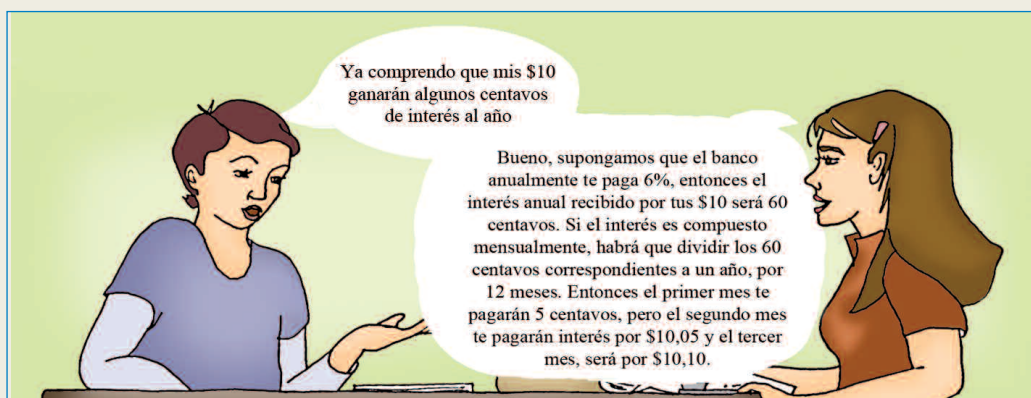 Ya comprendo que mis $10
ganarán algunos centavos
de interés al año
Bueno, supongamos que el banco
anualmente te paga 6%, entonces el
interés anual recibido por tus $10 será 60
centavos. Si el interés es compuesto
mensualmente, habrá que dividir los 60
centavos correspondientes a un año, por
12 meses. Entonces el primer mes te
pagarán 5 centavos, pero el segundo mes
te pagarán interés por $10,05 y el tercer
mes, será por $10,10.